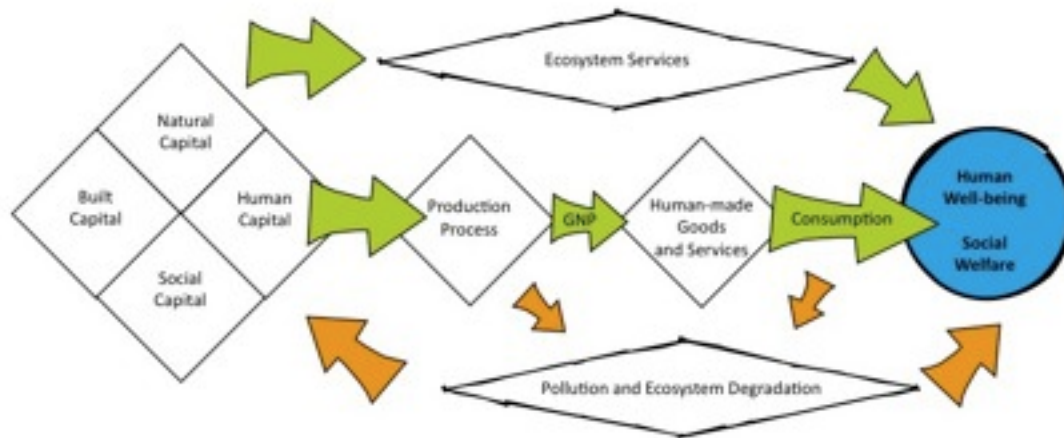 Ecosystem Services
Natural
Capital
Built
Capital
Human
Capital
Social
Capital
Production
Process
GNP
Human-made
Goods
and Services
Consumption
Human
Well-being
Social
Welfare
Pollution and Ecosystem Degradation